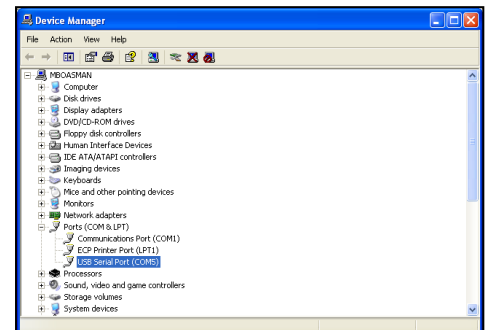 Device Manager
File Action View Help
MBOASMAN
Computer
Disk drives
Display adapters
DVD/CD-ROM drives
Floppy disk controllers
Human Interface Devices
IDE ATA/ATAPI controllers
Imaging devices
Keyboards
Mice and other pointing devices
Monitors
Network adapters
Ports (COM & LPT)
Communications Port (COM1)
ECP Printer Port (LPT1)
USB Serial Port (COM5)
Processors
Sound, video and game controllers
Storage volumes
System devices